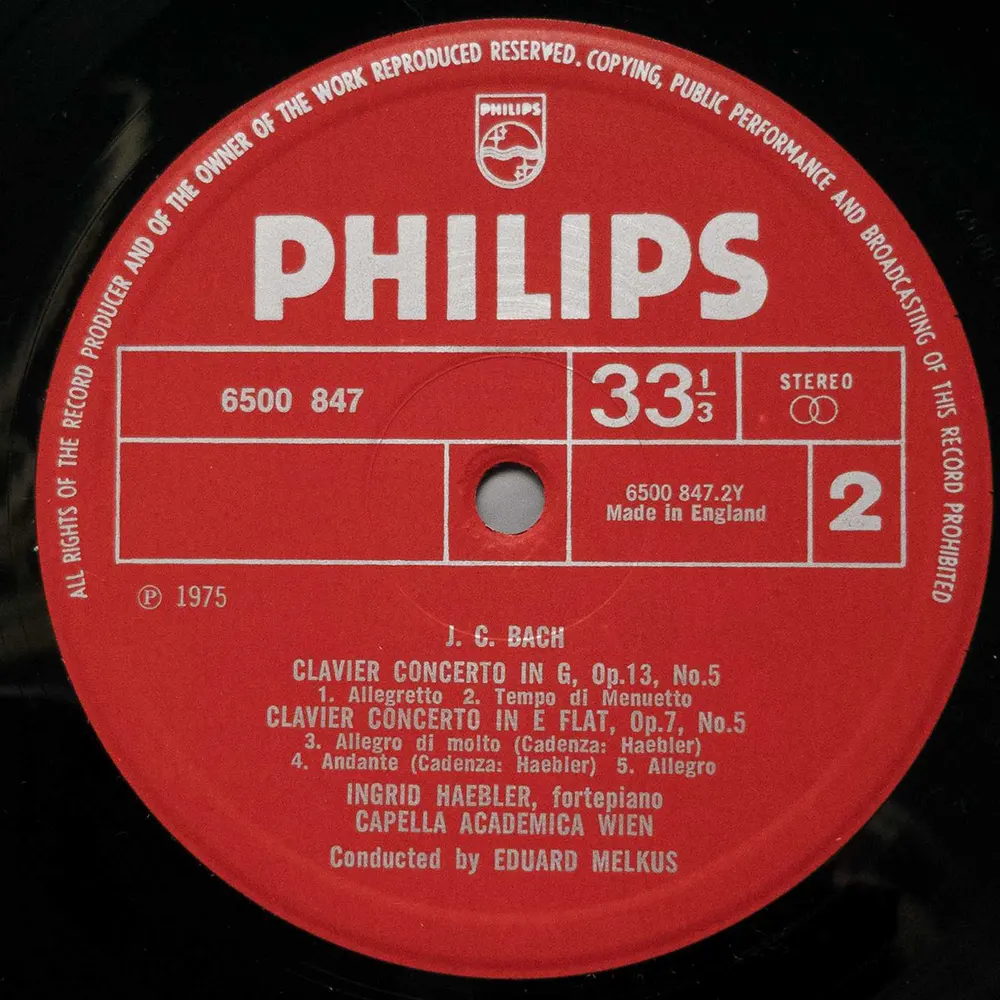 ALL RIGHTS OF THE RECORD PRODUCER AND OF THE OWNER OF THE WORK REPRODUCED RESERVED. COPYING, PUBLIC PERFORMANCE AND BROADCASTING OF THIS RECORD PROHIBITED
PHILIPS
PHILIPS
6500 847
33 1/3
STEREO
6500 847.2Y
Made in England
2
℗ 1975
J. C. BACH
CLAVIER CONCERTO IN G, Op.13, No.5
1. Allegretto 2. Tempo di Menuetto
CLAVIER CONCERTO IN E FLAT, Op.7, No.5
3. Allegro di molto (Cadenza: Haebler)
4. Andante (Cadenza: Haebler) 5. Allegro
INGRID HAEBLER, fortepiano
CAPELLA ACADEMICA WIEN
Conducted by EDUARD MELKUS